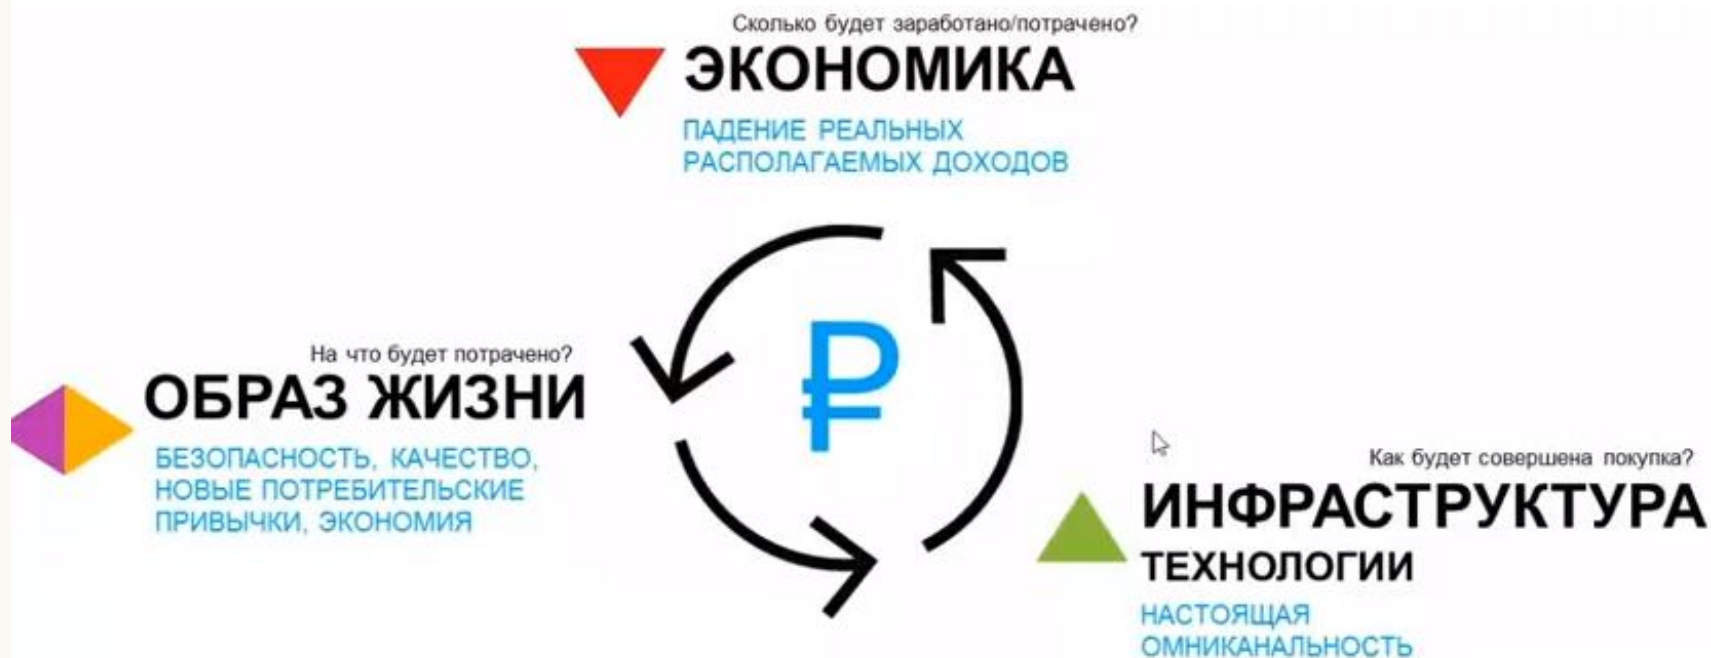 Сколько будет заработано/потрачено?
ЭКОНОМИКА
ПАДЕНИЕ РЕАЛЬНЫХ
РАСПОЛАГАЕМЫХ ДОХОДОВ
₽
На что будет потрачено?
ОБРАЗ ЖИЗНИ
БЕЗОПАСНОСТЬ, КАЧЕСТВО,
НОВЫЕ ПОТРЕБИТЕЛЬСКИЕ
ПРИВЫЧКИ, ЭКОНОМИЯ
Как будет совершена покупка?
ИНФРАСТРУКТУРА
ТЕХНОЛОГИИ
НАСТОЯЩАЯ
ОМНИКАНАЛЬНОСТЬ